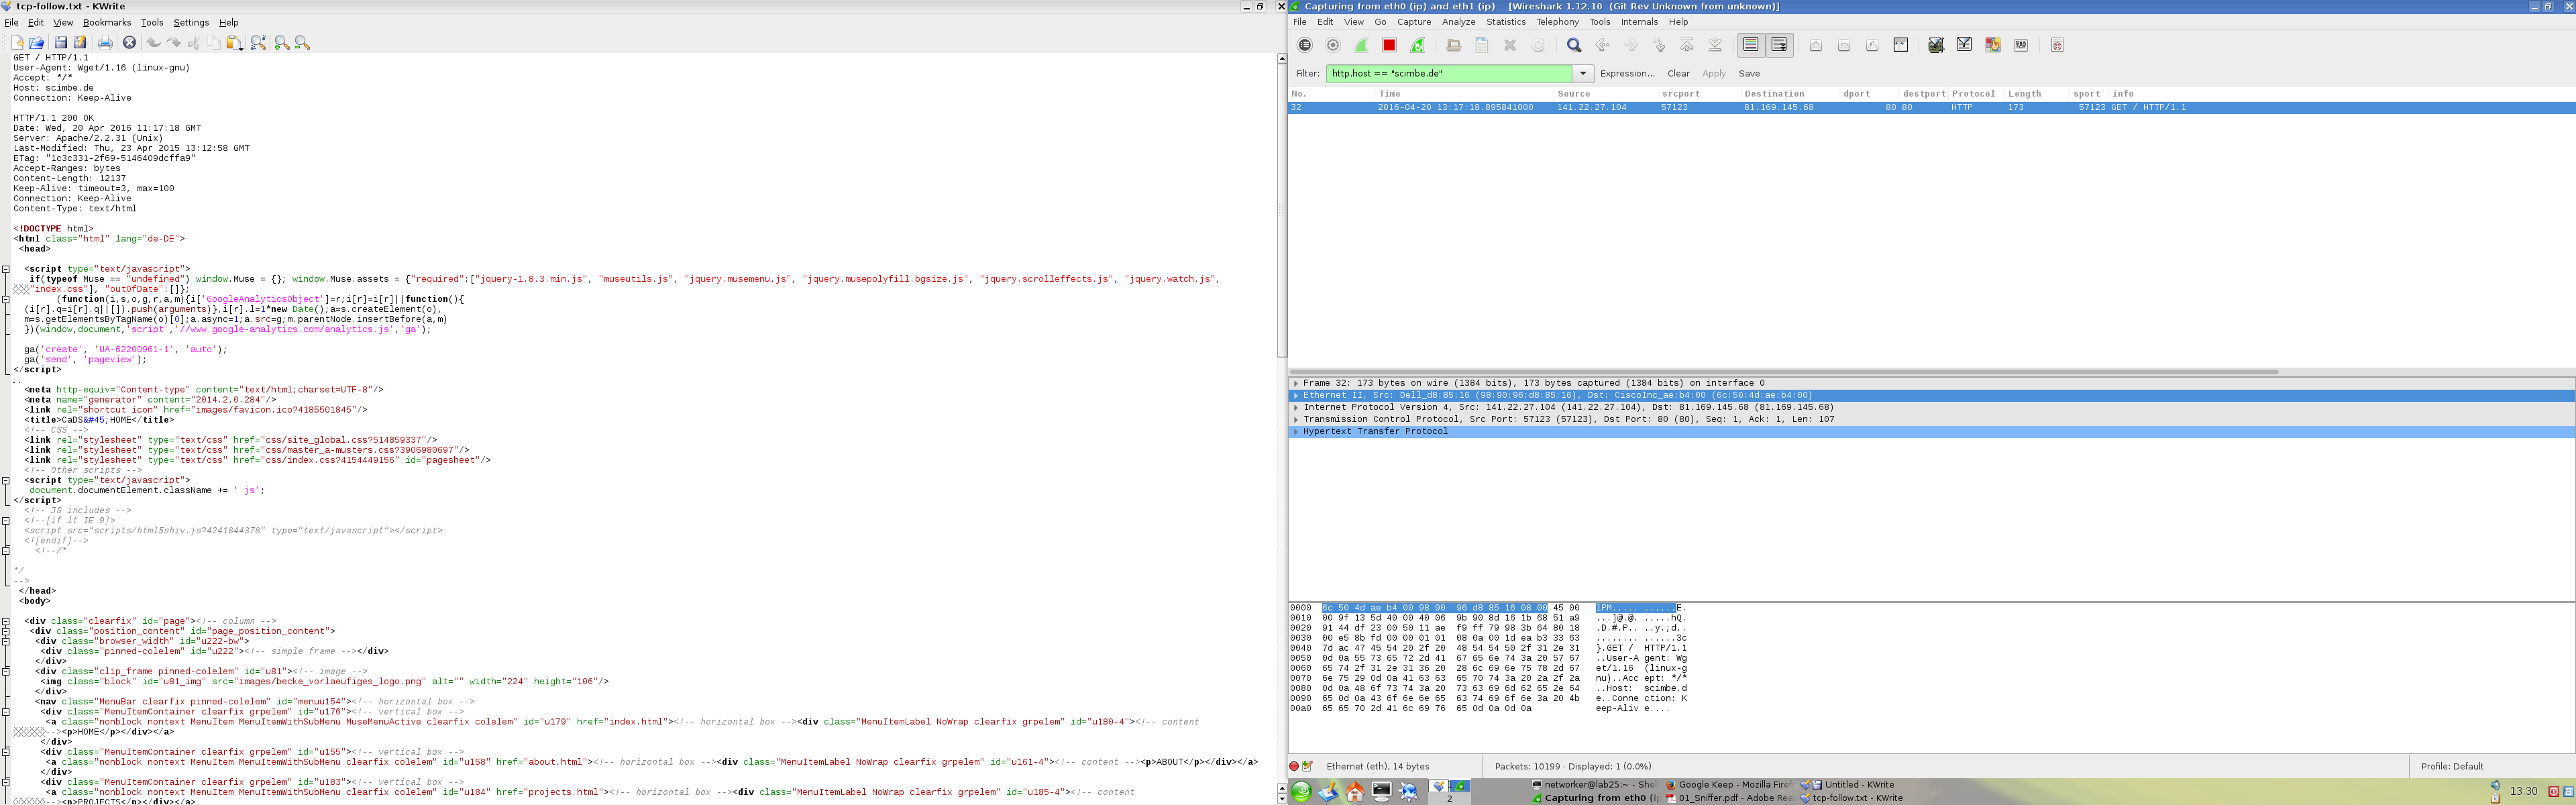 tcp-follow.txt - KWrite
File Edit View Bookmarks Tools Settings Help
GET / HTTP/1.1
User-Agent: Wget/1.16 (linux-gnu)
Accept: */*
Host: scimbe.de
Connection: Keep-Alive
HTTP/1.1 200 OK
Date: Wed, 20 Apr 2016 11:17:18 GMT
Server: Apache/2.2.31 (Unix)
Last-Modified: Thu, 23 Apr 2015 13:12:58 GMT
ETag: "1c3c331-2f69-5146409dcffa9"
Accept-Ranges: bytes
Content-Length: 12137
Keep-Alive: timeout=3, max=100
Connection: Keep-Alive
Content-Type: text/html
<!DOCTYPE html>
<html class="html" lang="de-DE">
<head>
<script type="text/javascript">
if(typeof Muse == "undefined") window.Muse = {}; window.Muse.assets = {"required":["jquery-1.8.3.min.js", "museutils.js", "jquery.musemenu.js", "jquery.musepolyfill.bgsize.js", "jquery.scrolleffects.js", "jquery.watch.js",
"index.css"], "outOfDate":[]};
(function(i,s,o,g,r,a,m){i['GoogleAnalyticsObject']=r;i[r]=i[r]||function(){
(i[r].q=i[r].q||[]).push(arguments)},i[r].l=1*new Date();a=s.createElement(o),
m=s.getElementsByTagName(o)[0];a.async=1;a.src=g;m.parentNode.insertBefore(a,m)
})(window,document,'script','//www.google-analytics.com/analytics.js','ga');
ga('create', 'UA-62200961-1', 'auto');
ga('send', 'pageview');
</script>
..
<meta http-equiv="Content-type" content="text/html;charset=UTF-8"/>
<meta name="generator" content="2014.2.0.284"/>
<link rel="shortcut icon" href="images/favicon.ico?4185501845"/>
<title>CaDS&#45;HOME</title>
<!-- CSS -->
<link rel="stylesheet" type="text/css" href="css/site_global.css?514859337"/>
<link rel="stylesheet" type="text/css" href="css/master_a-musters.css?3906980697"/>
<link rel="stylesheet" type="text/css" href="css/index.css?4154449156" id="pagesheet"/>
<!-- Other scripts -->
<script type="text/javascript">
document.documentElement.className += ' js';
</script>
<!-- JS includes -->
<!--[if lt IE 9]>
<script src="scripts/html5shiv.js?4241844378" type="text/javascript"></script>
<![endif]-->
<!--/*
*/
-->
</head>
<body>
<div class="clearfix" id="page"><!-- column -->
<div class="position_content" id="page_position_content">
<div class="browser_width" id="u222-bw">
<div class="pinned-colelem" id="u222"><!-- simple frame --></div>
</div>
<div class="clip_frame pinned-colelem" id="u81"><!-- image -->
<img class="block" id="u81_img" src="images/becke_vorlaeufiges_logo.png" alt="" width="224" height="106"/>
</div>
<nav class="MenuBar clearfix pinned-colelem" id="menuu154"><!-- horizontal box -->
<div class="MenuItemContainer clearfix grpelem" id="u176"><!-- vertical box -->
<a class="nonblock nontext MenuItem MenuItemWithSubMenu MuseMenuActive clearfix colelem" id="u179" href="index.html"><!-- horizontal box --><div class="MenuItemLabel NoWrap clearfix grpelem" id="u180-4"><!-- content
--><p>HOME</p></div></a>
</div>
<div class="MenuItemContainer clearfix grpelem" id="u155"><!-- vertical box -->
<a class="nonblock nontext MenuItem MenuItemWithSubMenu clearfix colelem" id="u158" href="about.html"><!-- horizontal box --><div class="MenuItemLabel NoWrap clearfix grpelem" id="u161-4"><!-- content --><p>ABOUT</p></div></a>
</div>
<div class="MenuItemContainer clearfix grpelem" id="u183"><!-- vertical box -->
<a class="nonblock nontext MenuItem MenuItemWithSubMenu clearfix colelem" id="u184" href="projects.html"><!-- horizontal box --><div class="MenuItemLabel NoWrap clearfix grpelem" id="u185-4"><!-- content
--><p>PROJECTS</p></div></a>
Capturing from eth0 (ip) and eth1 (ip) [Wireshark 1.12.10 (Git Rev Unknown from unknown)]
File Edit View Go Capture Analyze Statistics Telephony Tools Internals Help
Filter: http.host == "scimbe.de" Expression... Clear Apply Save
No. Time Source srcport Destination dport destport Protocol Length sport info
32 2016-04-20 13:17:18.895841000 141.22.27.104 57123 81.169.145.68 80 80 HTTP 173 57123 GET / HTTP/1.1
Frame 32: 173 bytes on wire (1384 bits), 173 bytes captured (1384 bits) on interface 0
Ethernet II, Src: Dell_d8:85:16 (98:90:96:d8:85:16), Dst: CiscoInc_ae:b4:00 (6c:50:4d:ae:b4:00)
Internet Protocol Version 4, Src: 141.22.27.104 (141.22.27.104), Dst: 81.169.145.68 (81.169.145.68)
Transmission Control Protocol, Src Port: 57123 (57123), Dst Port: 80 (80), Seq: 1, Ack: 1, Len: 107
Hypertext Transfer Protocol
0000 6c 50 4d ae b4 00 98 90 96 d8 85 16 08 00 45 00 lPM..... ......E.
0010 00 9f 13 5d 40 00 40 06 9b 90 8d 16 1b 68 51 a9 ...]@.@. .....hQ.
0020 91 44 df 23 00 50 11 ae f9 ff 79 98 3b 64 80 18 .D.#.P.. ..y.;d..
0030 00 e5 8b fd 00 00 01 01 08 0a 00 1d ea b3 33 63 ........ ......3c
0040 7d ac 47 45 54 20 2f 20 48 54 54 50 2f 31 2e 31 }.GET / HTTP/1.1
0050 0d 0a 55 73 65 72 2d 41 67 65 6e 74 3a 20 57 67 ..User-A gent: Wg
0060 65 74 2f 31 2e 31 36 20 28 6c 69 6e 75 78 2d 67 et/1.16 (linux-g
0070 6e 75 29 0d 0a 41 63 63 65 70 74 3a 20 2a 2f 2a nu)..Acc ept: */*
0080 0d 0a 48 6f 73 74 3a 20 73 63 69 6d 62 65 2e 64 ..Host: scimbe.d
0090 65 0d 0a 43 6f 6e 6e 65 63 74 69 6f 6e 3a 20 4b e..Conne ction: K
00a0 65 65 70 2d 41 6c 69 76 65 0d 0a 0d 0a eep-Aliv e....
Ethernet (eth), 14 bytes Packets: 10199 · Displayed: 1 (0.0%) Profile: Default
networker@lab25:~ - Shel Google Keep - Mozilla Firef Untitled - KWrite
2 Capturing from eth0 (ip 01_Sniffer.pdf - Adobe Rea tcp-follow.txt - KWrite
13:30